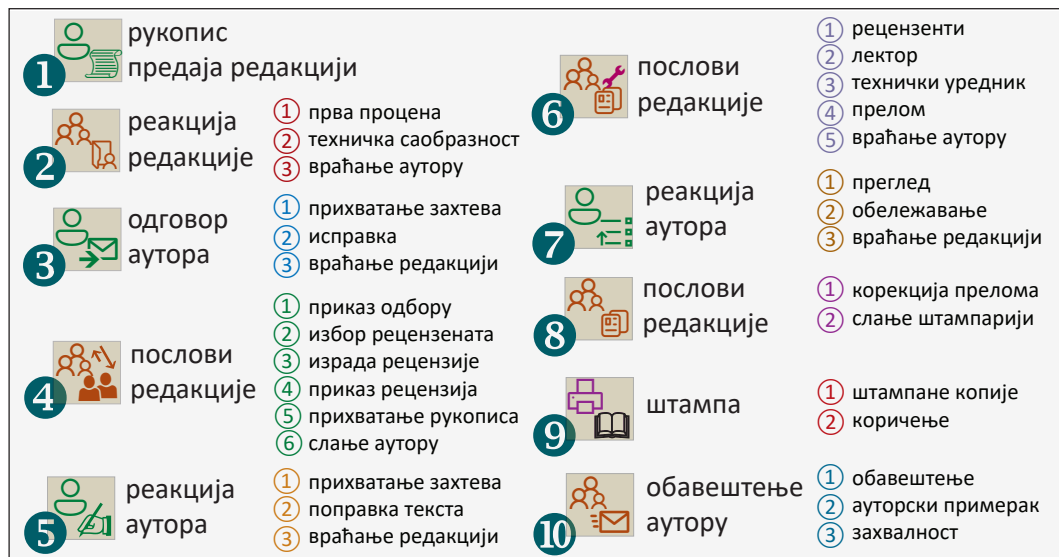 1 рукопис
предаја редакцији
2 реакција
редакције
1 прва процена
2 техничка саобразност
3 враћање аутору
3 одговор
аутора
1 прихватање захтева
2 исправка
3 враћање редакцији
4 послови
редакције
1 приказ одбору
2 избор рецензената
3 израда рецензије
4 приказ рецензија
5 прихватање рукописа
6 слање аутору
5 реакција
аутора
1 прихватање захтева
2 поправка текста
3 враћање редакцији
6 послови
редакције
1 рецензенти
2 лектор
3 технички уредник
4 прелом
5 враћање аутору
7 реакција
аутора
1 преглед
2 обележавање
3 враћање редакцији
8 послови
редакције
1 корекција прелома
2 слање штампарији
9 штампа
1 штампане копије
2 коричење
10 обавештење
аутору
1 обавештење
2 ауторски примерак
3 захвалност